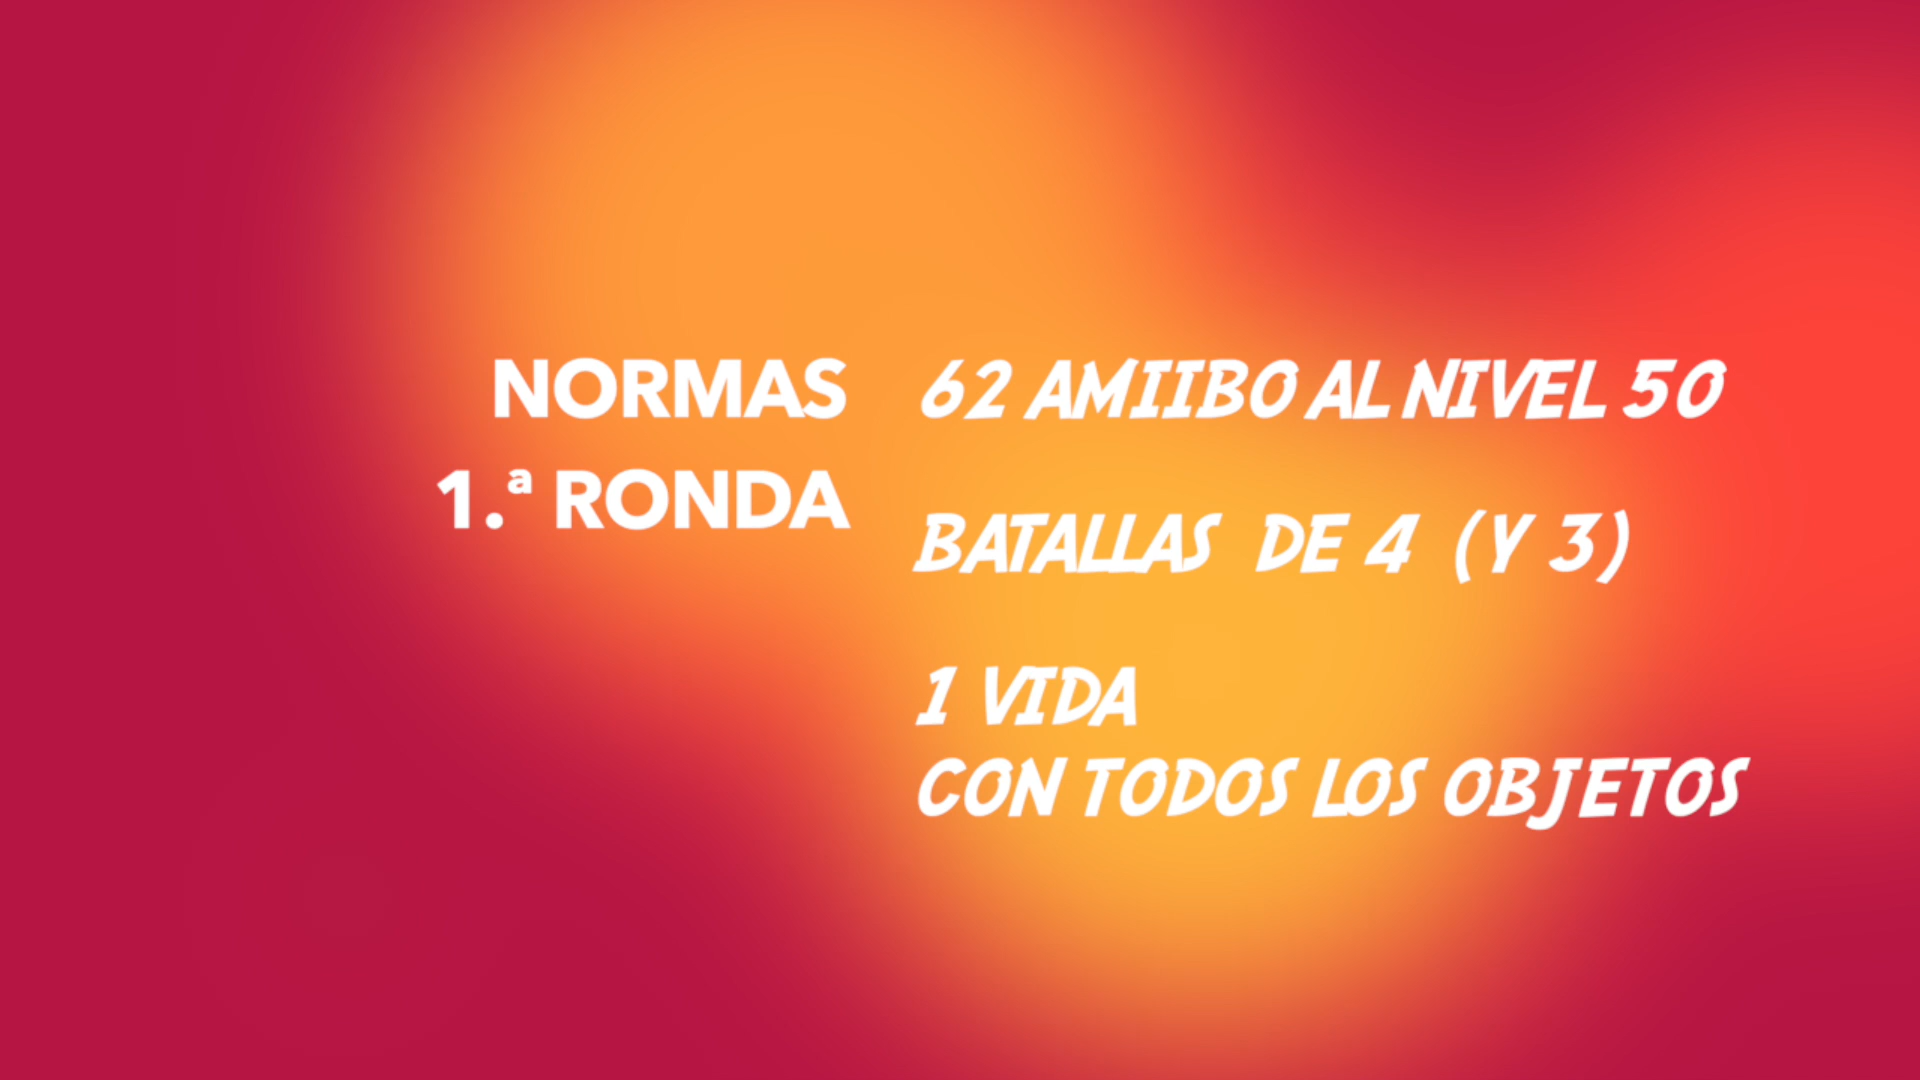 NORMAS
1.ª RONDA
62 AMIIBO AL NIVEL 50
BATALLAS DE 4 (Y 3)
1 VIDA
CON TODOS LOS OBJETOS